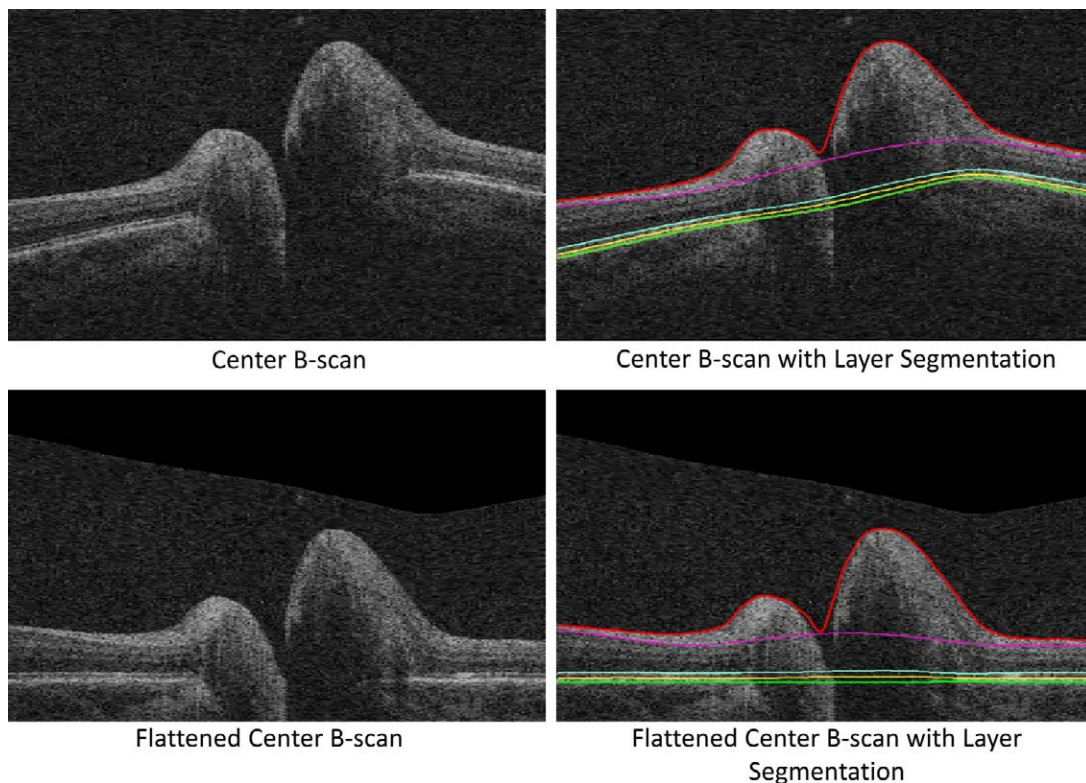 Center B-scan
Center B-scan with Layer Segmentation
Flattened Center B-scan
Flattened Center B-scan with Layer
Segmentation